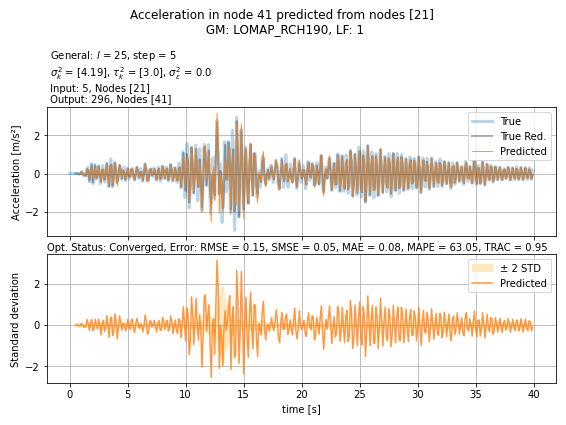 Acceleration in node 41 predicted from nodes [21]
GM: LOMAP_RCH190, LF: 1
General: l = 25, step = 5
σ²ₖ = [4.19], τ²ₖ = [3.0], σ²ε = 0.0
Input: 5, Nodes [21]
Output: 296, Nodes [41]
Acceleration [m/s²]
2
0
−2
True
True Red.
Predicted
Opt. Status: Converged, Error: RMSE = 0.15, SMSE = 0.05, MAE = 0.08, MAPE = 63.05, TRAC = 0.95
Standard deviation
2
0
−2
± 2 STD
Predicted
0 5 10 15 20 25 30 35 40
time [s]